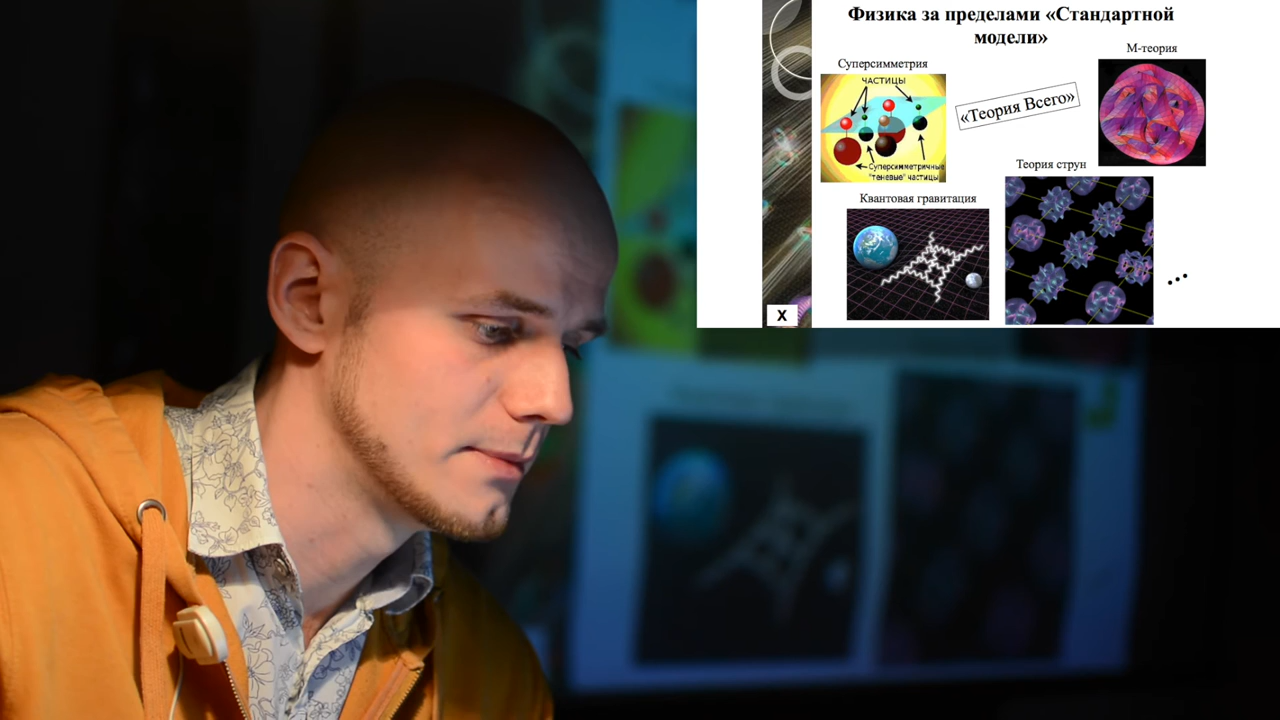 Физика за пределами «Стандартной
модели»
Суперсимметрия
ЧАСТИЦЫ
Суперсимметричные
"теневые" частицы
«Теория Всего»
М-теория
Квантовая гравитация
Теория струн
...
X